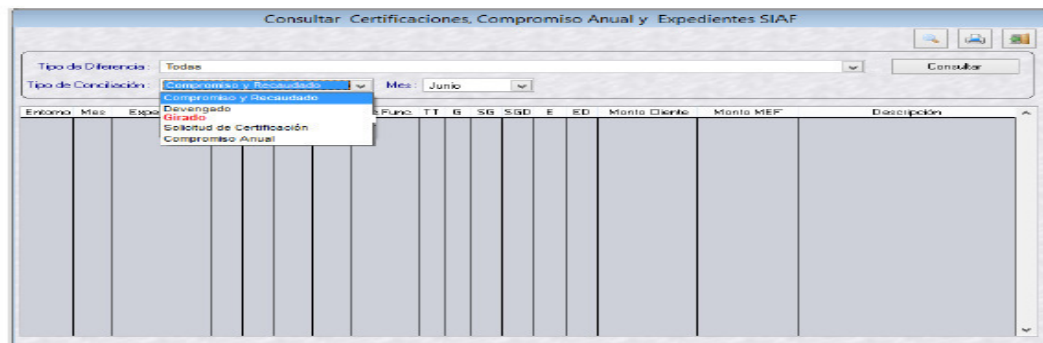 Consultar Certificaciones, Compromiso Anual y Expedientes SIAF
Tipo de Diferencia : Todas
Consultar
Tipo de Conciliación : Compromiso y Recaudado
Mes : Junio
Compromiso y Recaudado
Devengado
Girado
Solicitud de Certificación
Compromiso Anual
Entorno Mes Expe Func. TT G SG SGD E ED Monto Cliente Monto MEF Descripción